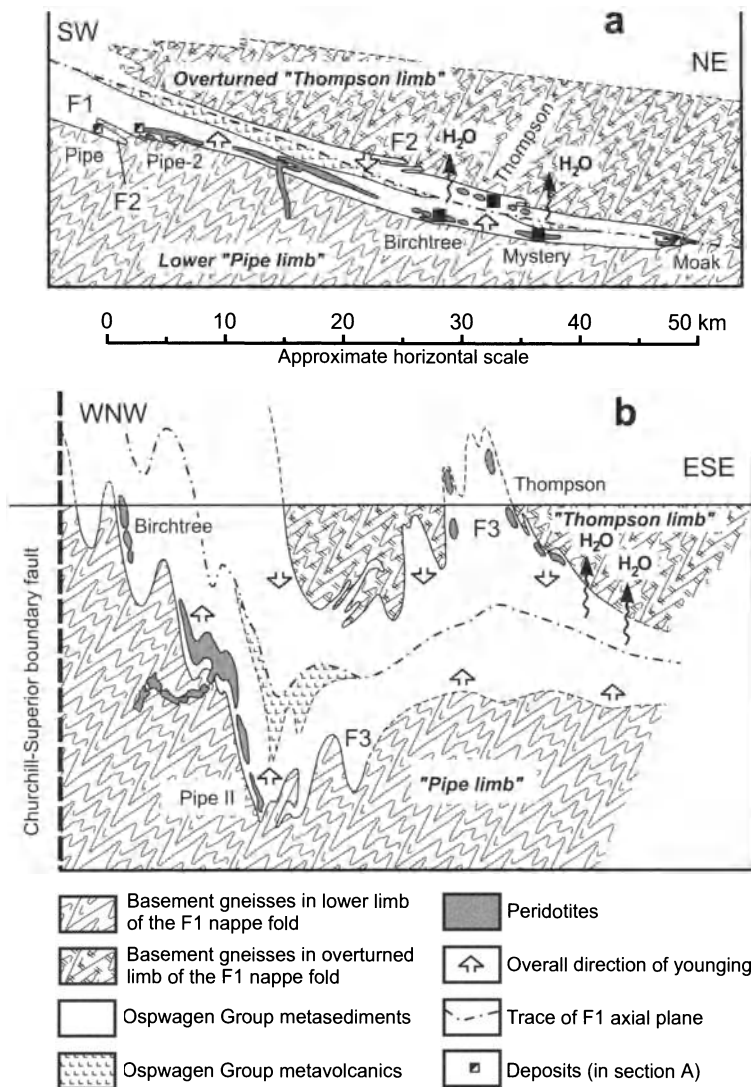 SW
a
NE
Overturned "Thompson limb"
F1
F2
H₂O
Thompson
H₂O
Pipe
Pipe-2
F2
Birchtree
Mystery
Moak
Lower "Pipe limb"
0 10 20 30 40 50 km
Approximate horizontal scale
WNW
b
ESE
Thompson
Birchtree
F3
"Thompson limb"
H₂O
H₂O
Churchill-Superior boundary fault
F3
Pipe II
"Pipe limb"
Basement gneisses in lower limb
of the F1 nappe fold
Basement gneisses in overturned
limb of the F1 nappe fold
Ospwagen Group metasediments
Ospwagen Group metavolcanics
Peridotites
Overall direction of younging
Trace of F1 axial plane
Deposits (in section A)